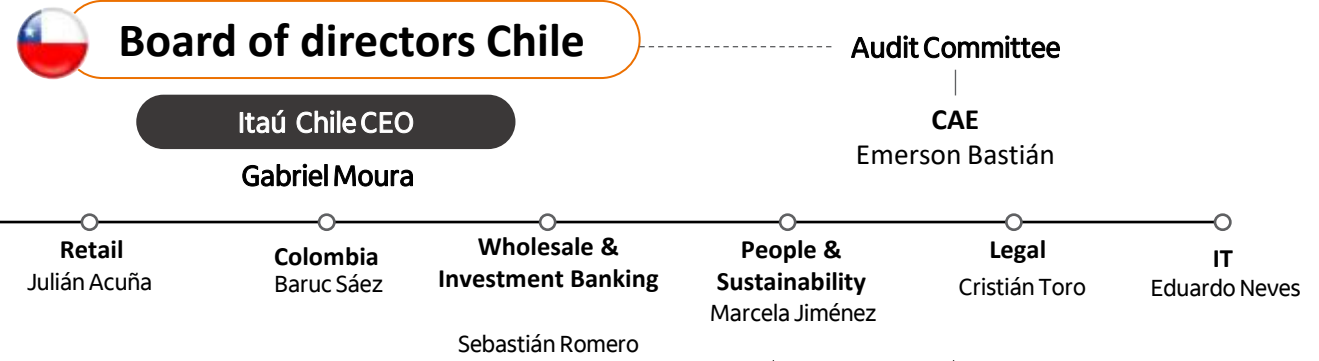 Board of directors Chile
Audit Committee
Itaú Chile CEO
CAE
Gabriel Moura
Emerson Bastián
Retail
Julián Acuña
Colombia
Baruc Sáez
Wholesale &
Investment Banking
Sebastián Romero
People &
Sustainability
Marcela Jiménez
Legal
Cristián Toro
IT
Eduardo Neves